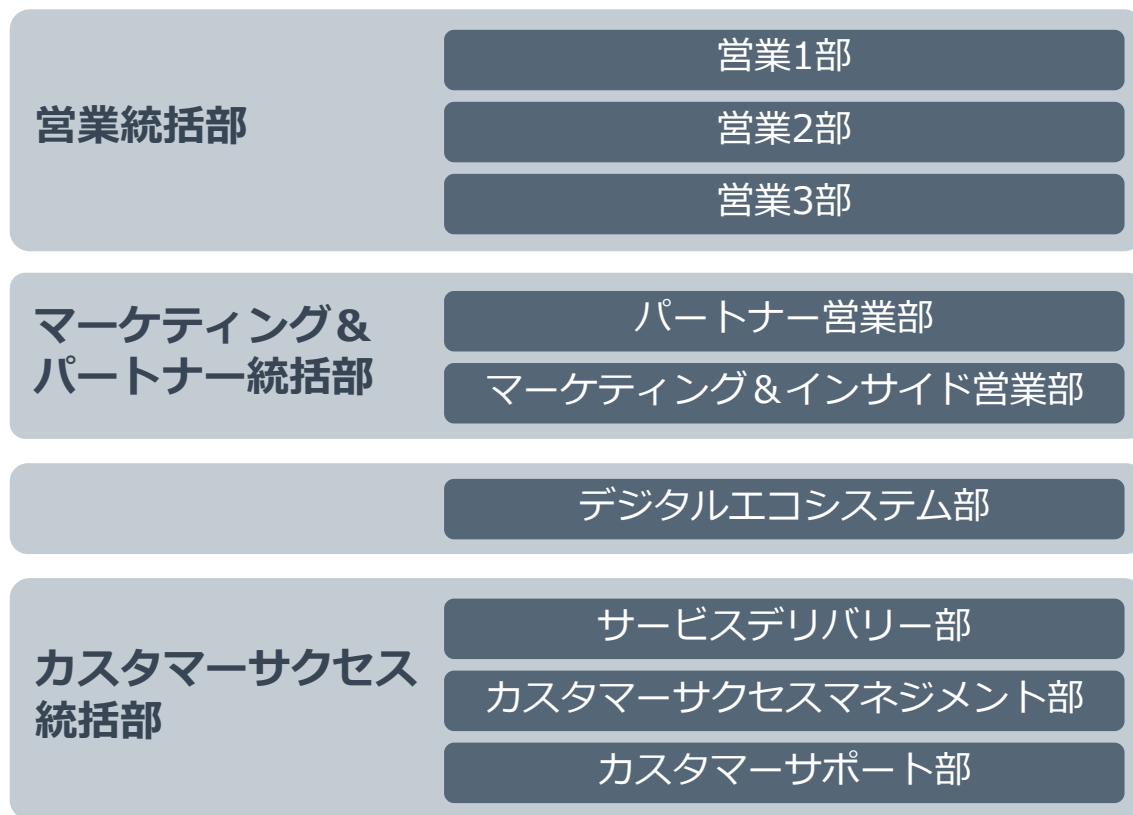 営業統括部
営業1部
営業2部
営業3部
マーケティング&
パートナー統括部
パートナー営業部
マーケティング&インサイド営業部
デジタルエコシステム部
カスタマーサクセス
統括部
サービスデリバリー部
カスタマーサクセスマネジメント部
カスタマーサポート部